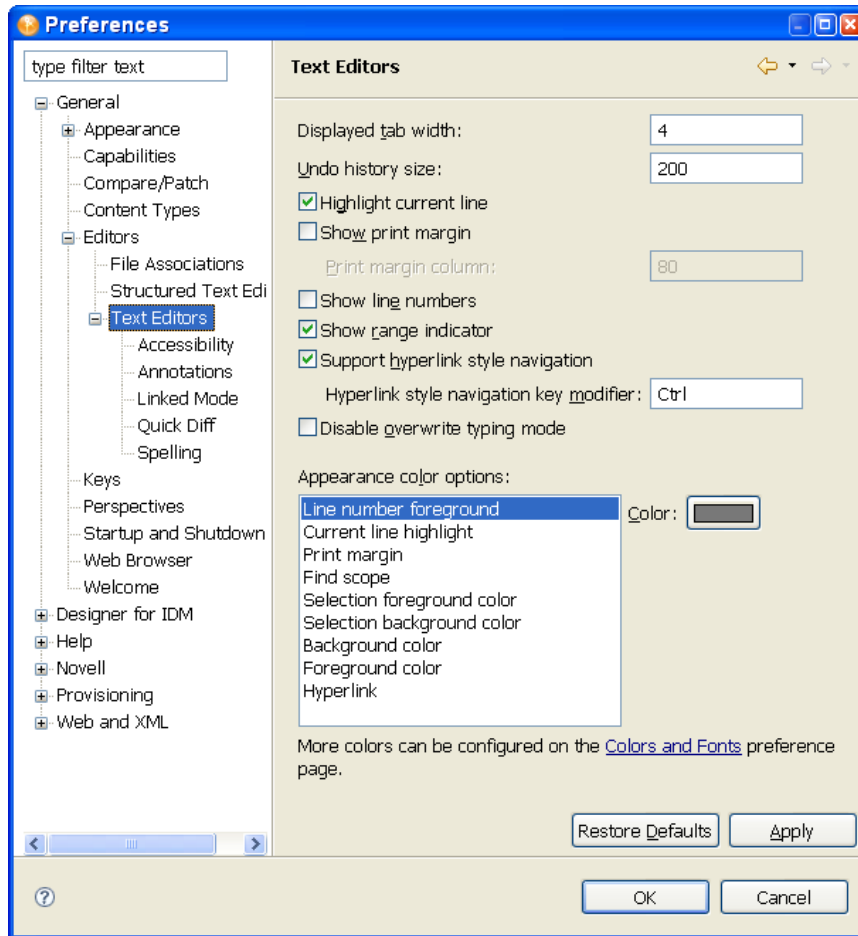 Preferences
type filter text
Text Editors
General
Appearance
Capabilities
Compare/Patch
Content Types
Editors
File Associations
Structured Text Edi
Text Editors
Accessibility
Annotations
Linked Mode
Quick Diff
Spelling
Keys
Perspectives
Startup and Shutdown
Web Browser
Welcome
Designer for IDM
Help
Novell
Provisioning
Web and XML
Displayed tab width: 4
Undo history size: 200
Highlight current line
Show print margin
Print margin column: 80
Show line numbers
Show range indicator
Support hyperlink style navigation
Hyperlink style navigation key modifier: Ctrl
Disable overwrite typing mode
Appearance color options:
Line number foreground
Current line highlight
Print margin
Find scope
Selection foreground color
Selection background color
Background color
Foreground color
Hyperlink
Color:
More colors can be configured on the Colors and Fonts preference
page.
Restore Defaults Apply
OK Cancel